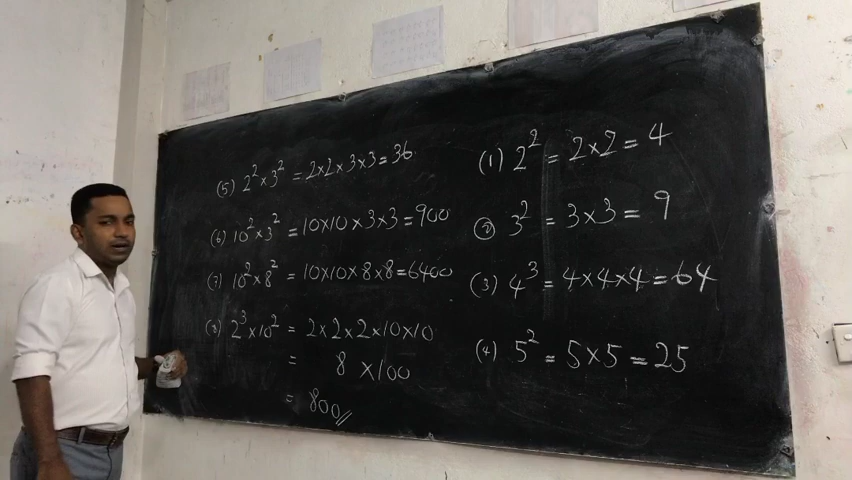 (1) 2² = 2×2 = 4
② 3² = 3×3 = 9
(3) 4³ = 4×4×4 = 64
(4) 5² = 5×5 = 25
(5) 2²×3² = 2×2×3×3 = 36
(6) 10²×3² = 10×10×3×3 = 900
(7) 10²×8² = 10×10×8×8 = 6400
(8) 2³×10² = 2×2×2×10×10
= 8 ×100
= 800//